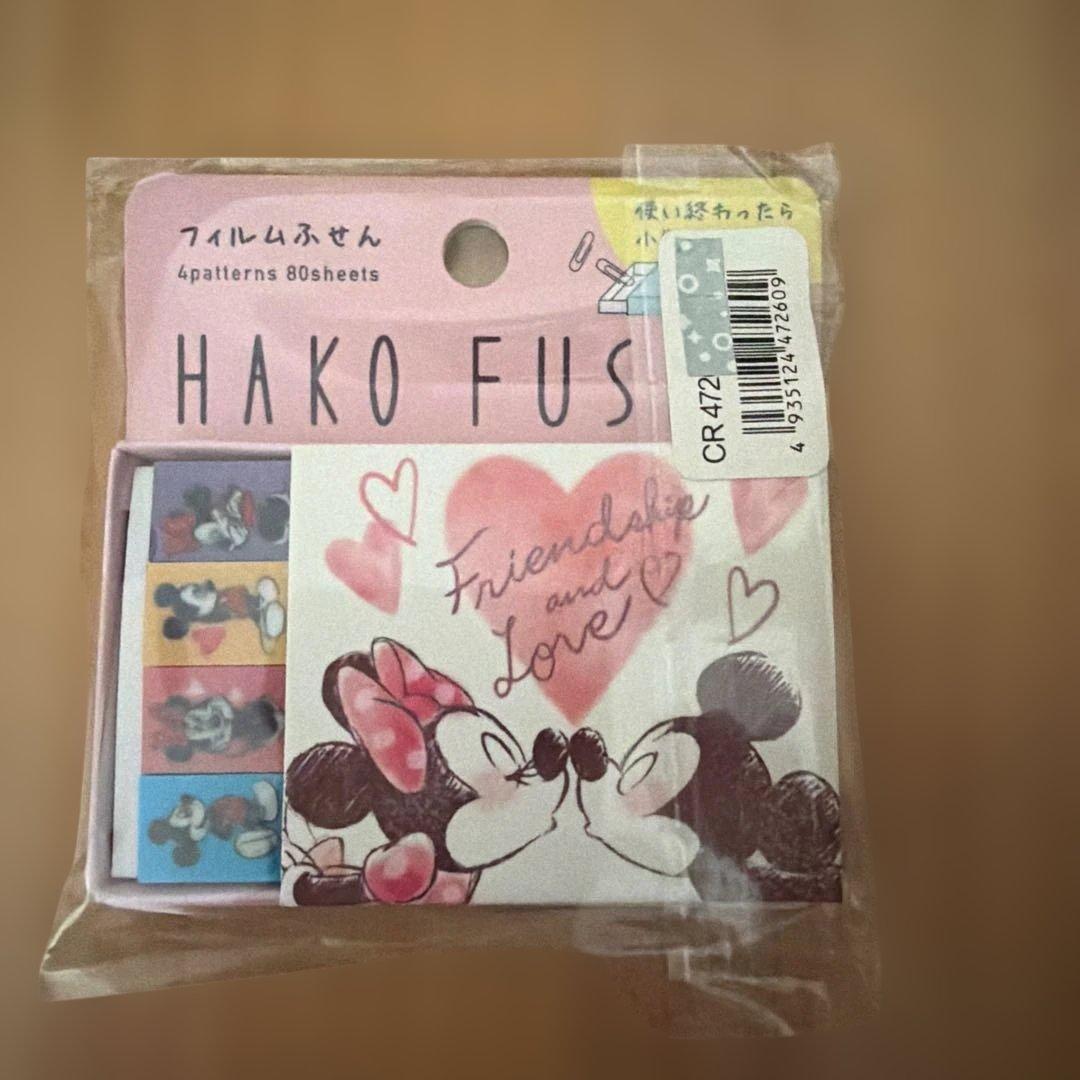 フィルムふせん
4patterns 80sheets
使い終わったら
小
HAKO FUS
CR 472
4 935124 472609
Friendship
and
Love